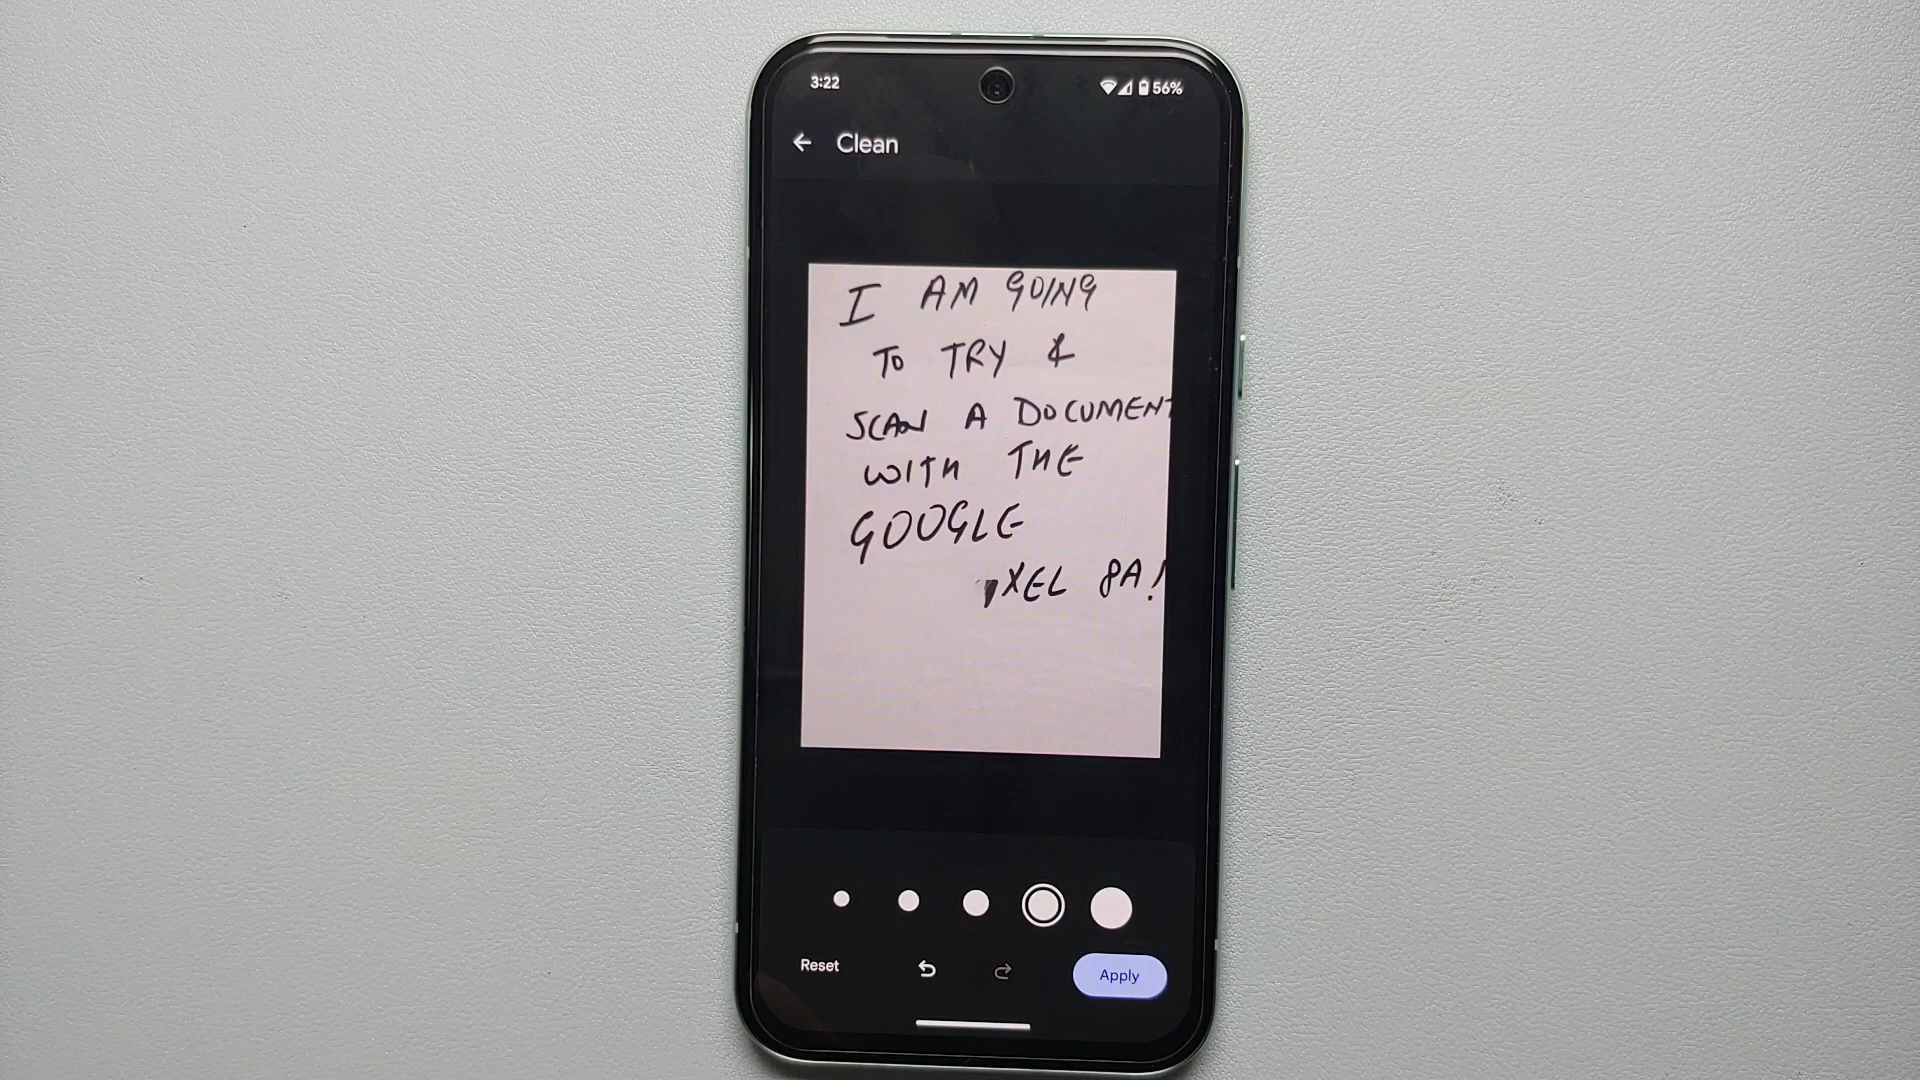 3:22
56%
Clean
I AM GOING
TO TRY &
SCAN A DOCUMENT
WITH THE
GOOGLE
XEL 8A!
Reset
Apply